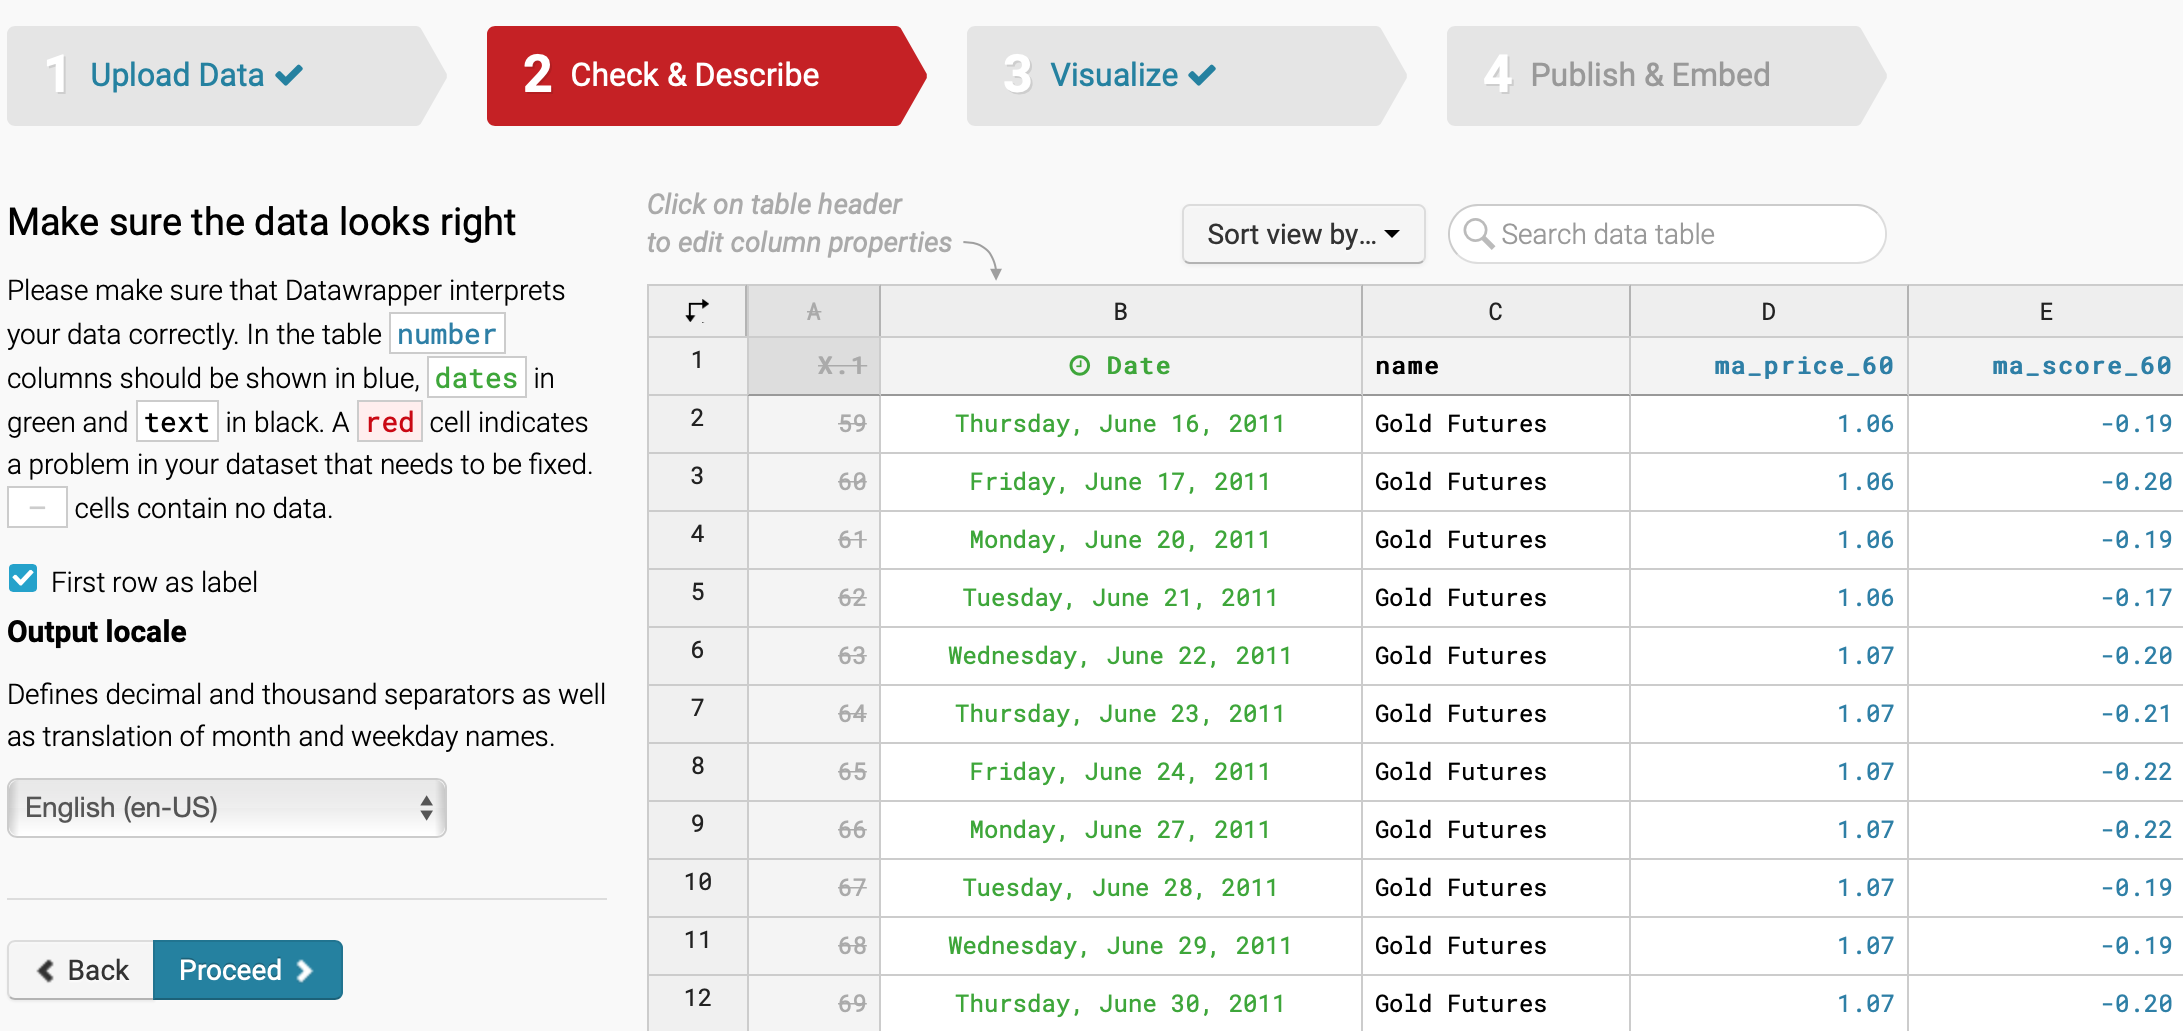 1 Upload Data
2 Check & Describe
3 Visualize
4 Publish & Embed
Make sure the data looks right
Please make sure that Datawrapper interprets
your data correctly. In the table number
columns should be shown in blue, dates in
green and text in black. A red cell indicates
a problem in your dataset that needs to be fixed.
– cells contain no data.
First row as label
Output locale
Defines decimal and thousand separators as well
as translation of month and weekday names.
English (en-US)
Back Proceed
Click on table header
to edit column properties
Sort view by...
Search data table
A B C D E
1 X.1 Date name ma_price_60 ma_score_60
2 59 Thursday, June 16, 2011 Gold Futures 1.06 -0.19
3 60 Friday, June 17, 2011 Gold Futures 1.06 -0.20
4 61 Monday, June 20, 2011 Gold Futures 1.06 -0.19
5 62 Tuesday, June 21, 2011 Gold Futures 1.06 -0.17
6 63 Wednesday, June 22, 2011 Gold Futures 1.07 -0.20
7 64 Thursday, June 23, 2011 Gold Futures 1.07 -0.21
8 65 Friday, June 24, 2011 Gold Futures 1.07 -0.22
9 66 Monday, June 27, 2011 Gold Futures 1.07 -0.22
10 67 Tuesday, June 28, 2011 Gold Futures 1.07 -0.19
11 68 Wednesday, June 29, 2011 Gold Futures 1.07 -0.19
12 69 Thursday, June 30, 2011 Gold Futures 1.07 -0.20